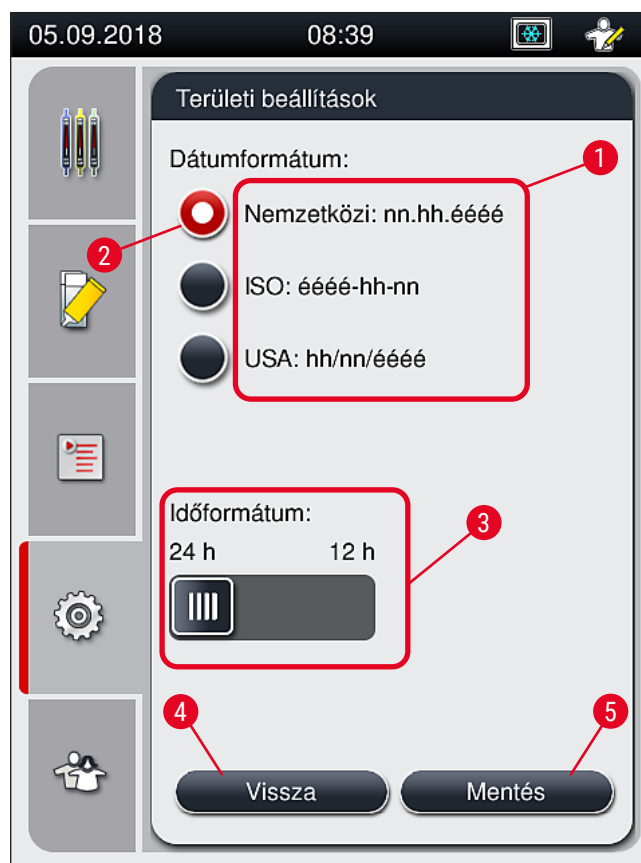 05.09.2018 08:39
Területi beállítások
Dátumformátum:
1
Nemzetközi: nn.hh.éééé
2
ISO: éééé-hh-nn
USA: hh/nn/éééé
Időformátum:
3
24 h 12 h
4 5
Vissza Mentés